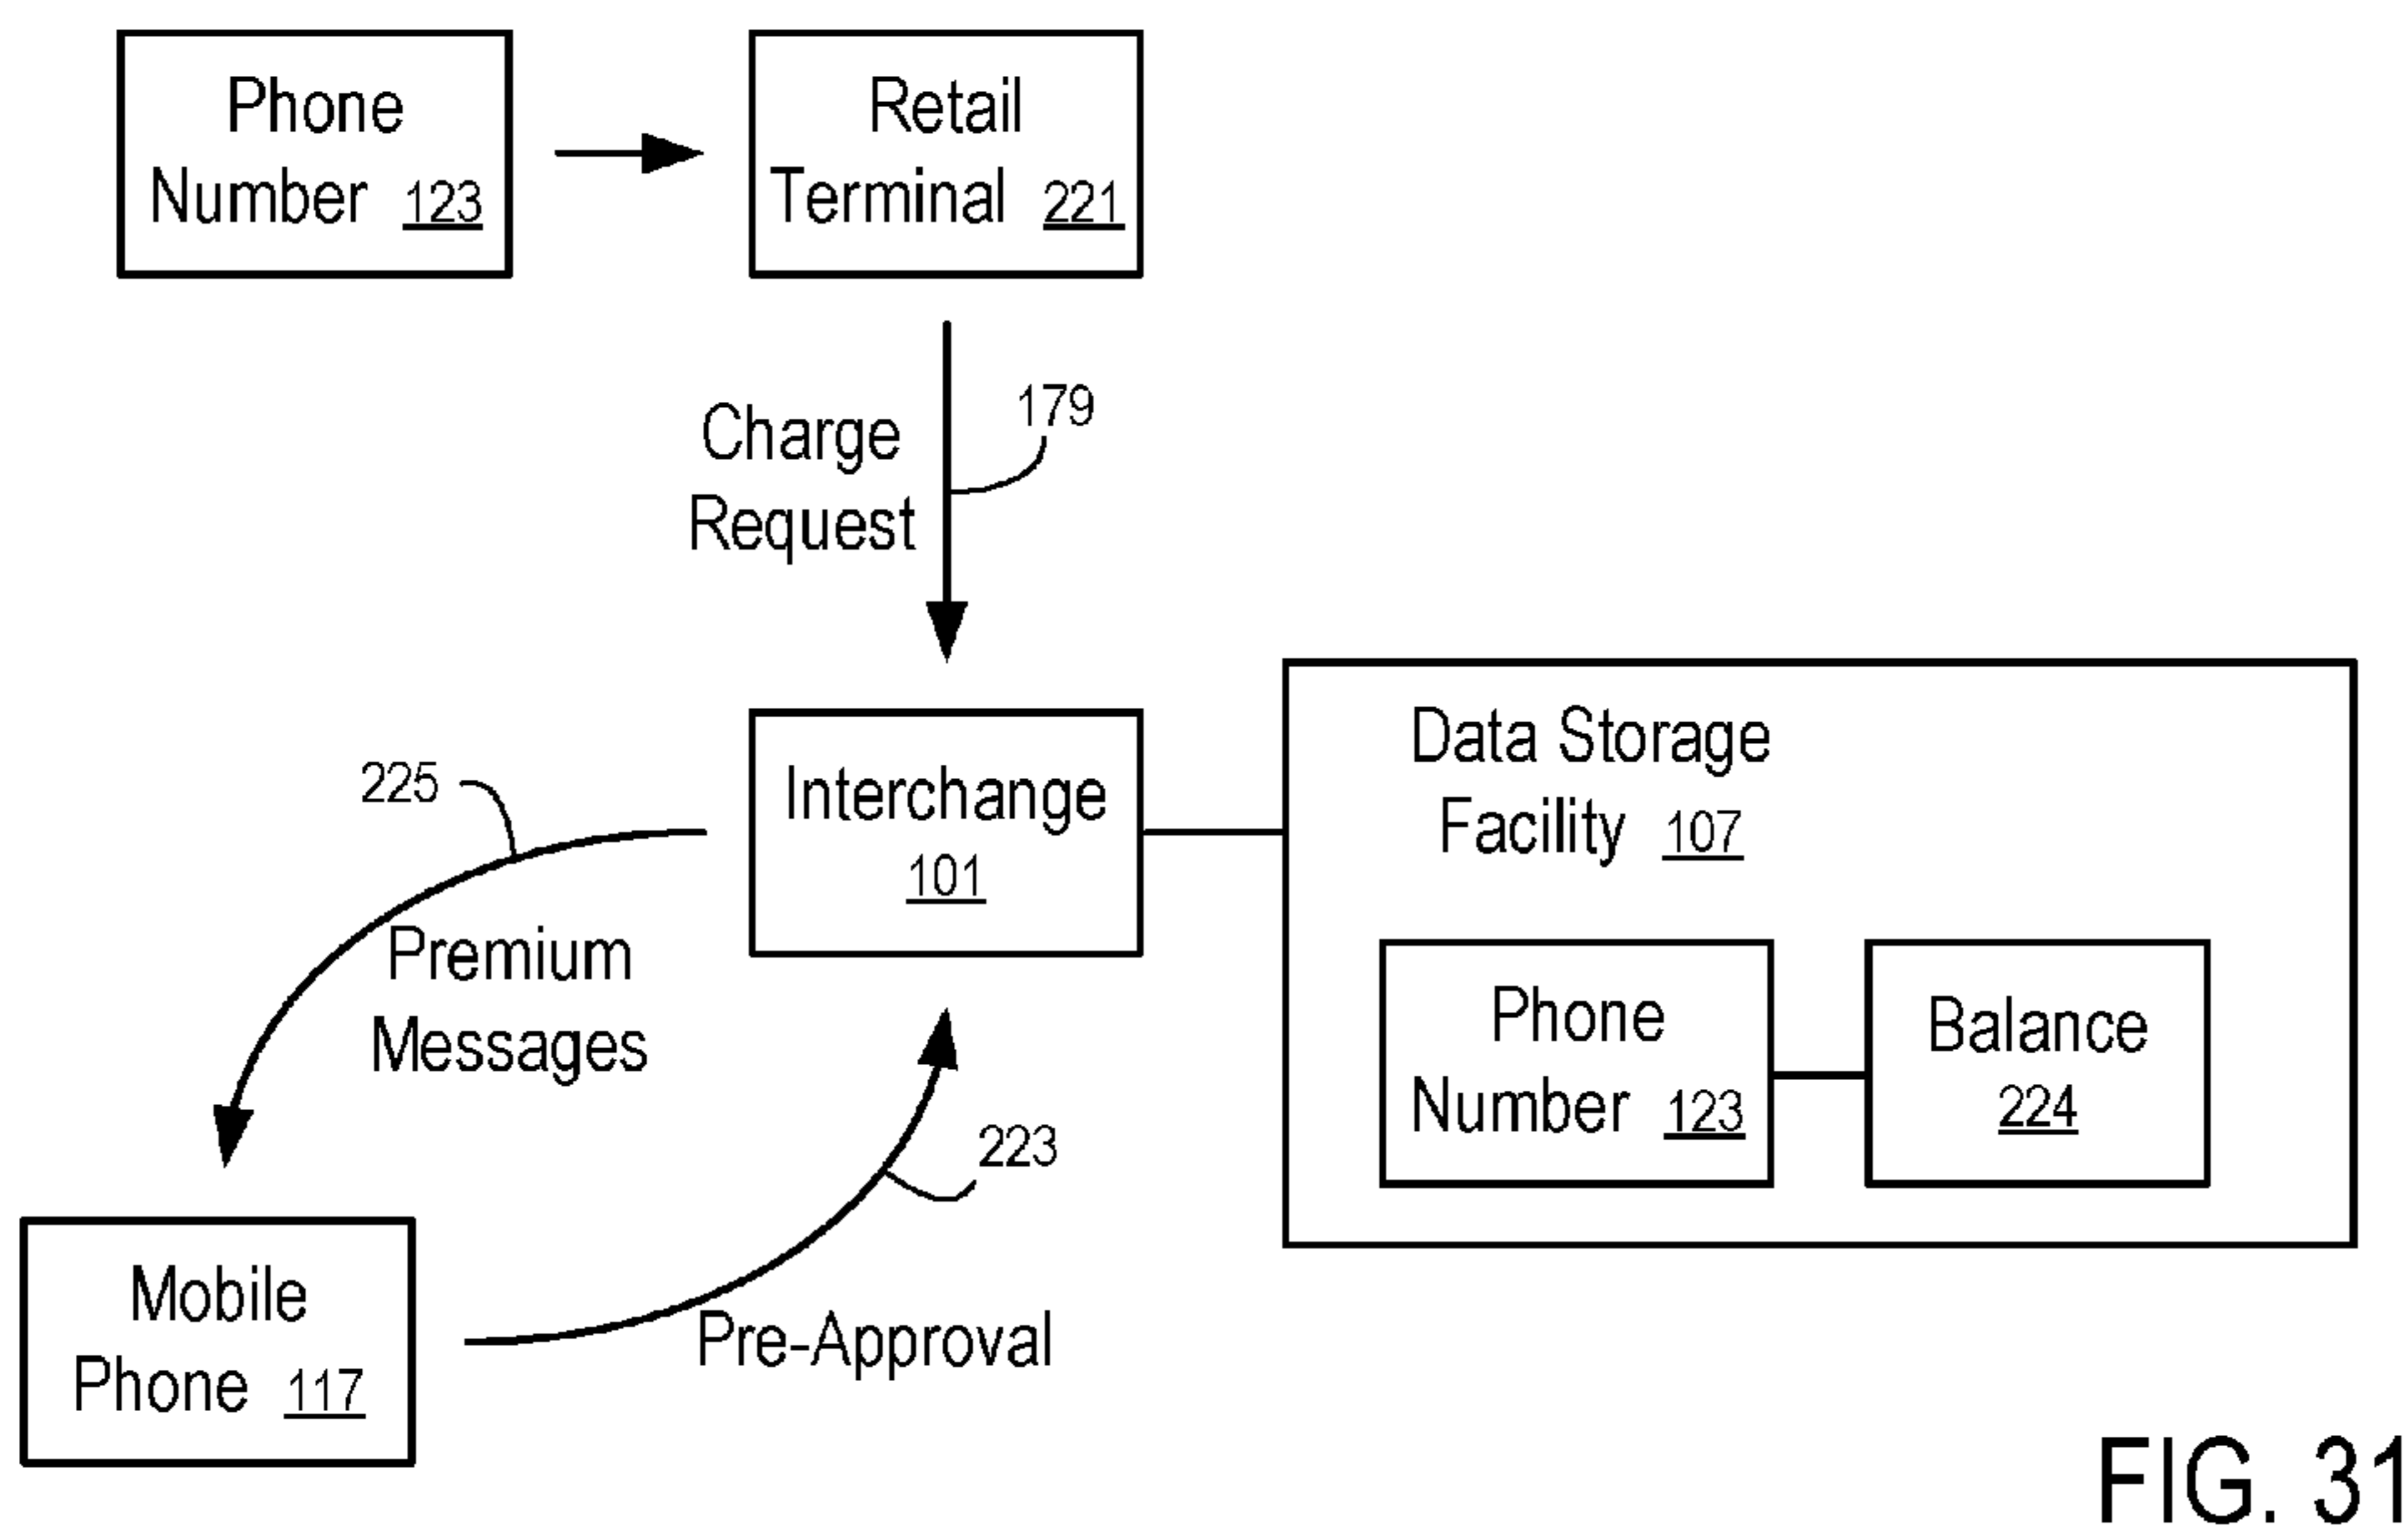 Phone
Number 123
Retail
Terminal 221
Charge
Request
179
Interchange
101
Data Storage
Facility 107
Phone
Number 123
Balance
224
225
Premium
Messages
223
Pre-Approval
Mobile
Phone 117
FIG. 31